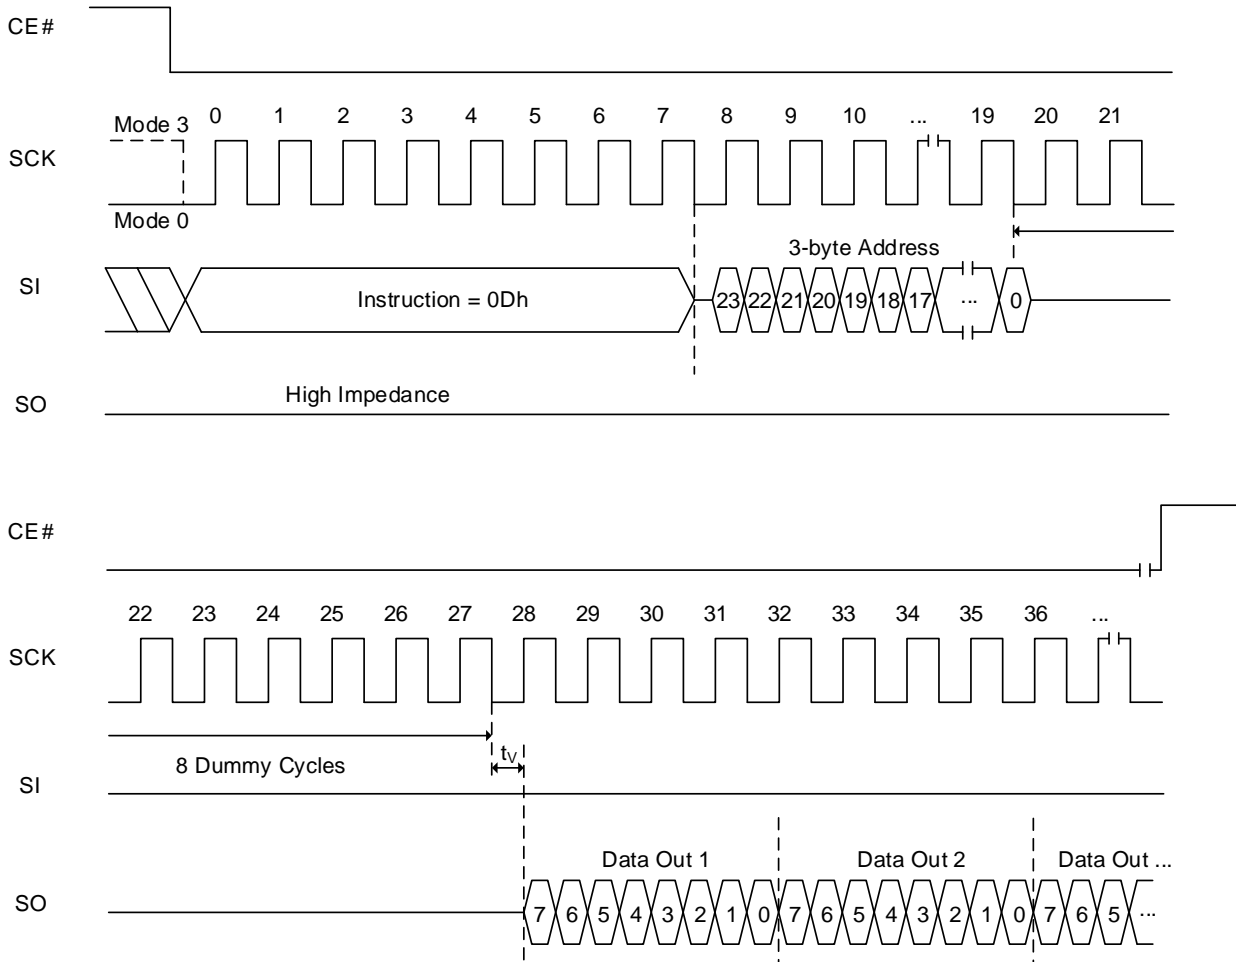 CE#
Mode 3
0 1 2 3 4 5 6 7 8 9 10 ... 19 20 21
SCK
Mode 0
3-byte Address
SI
Instruction = 0Dh
23 22 21 20 19 18 17 ... 0
High Impedance
SO
CE#
22 23 24 25 26 27 28 29 30 31 32 33 34 35 36 ...
SCK
tV
8 Dummy Cycles
SI
Data Out 1 Data Out 2 Data Out ...
SO
7 6 5 4 3 2 1 0 7 6 5 4 3 2 1 0 7 6 5 ...